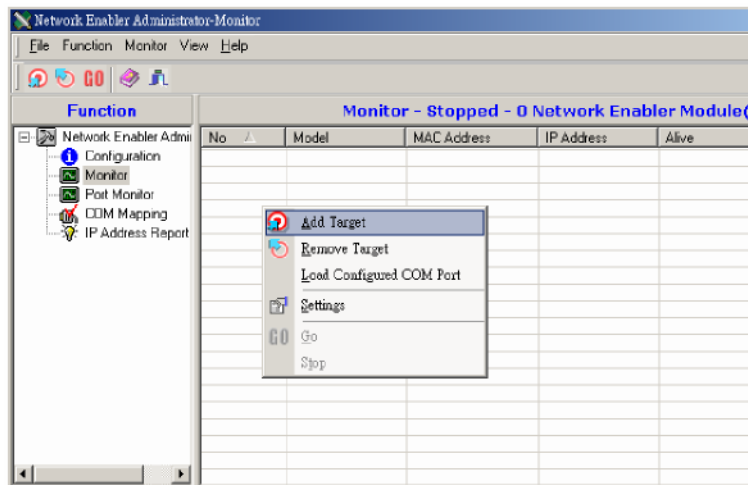 Network Enabler Administrator-Monitor
File Function Monitor View Help
GO
Function
Monitor - Stopped - 0 Network Enabler Module(
No Model MAC Address IP Address Alive
Network Enabler Admi
Configuration
Monitor
Port Monitor
COM Mapping
IP Address Report
Add Target
Remove Target
Load Configured COM Port
Settings
GO Go
Stop